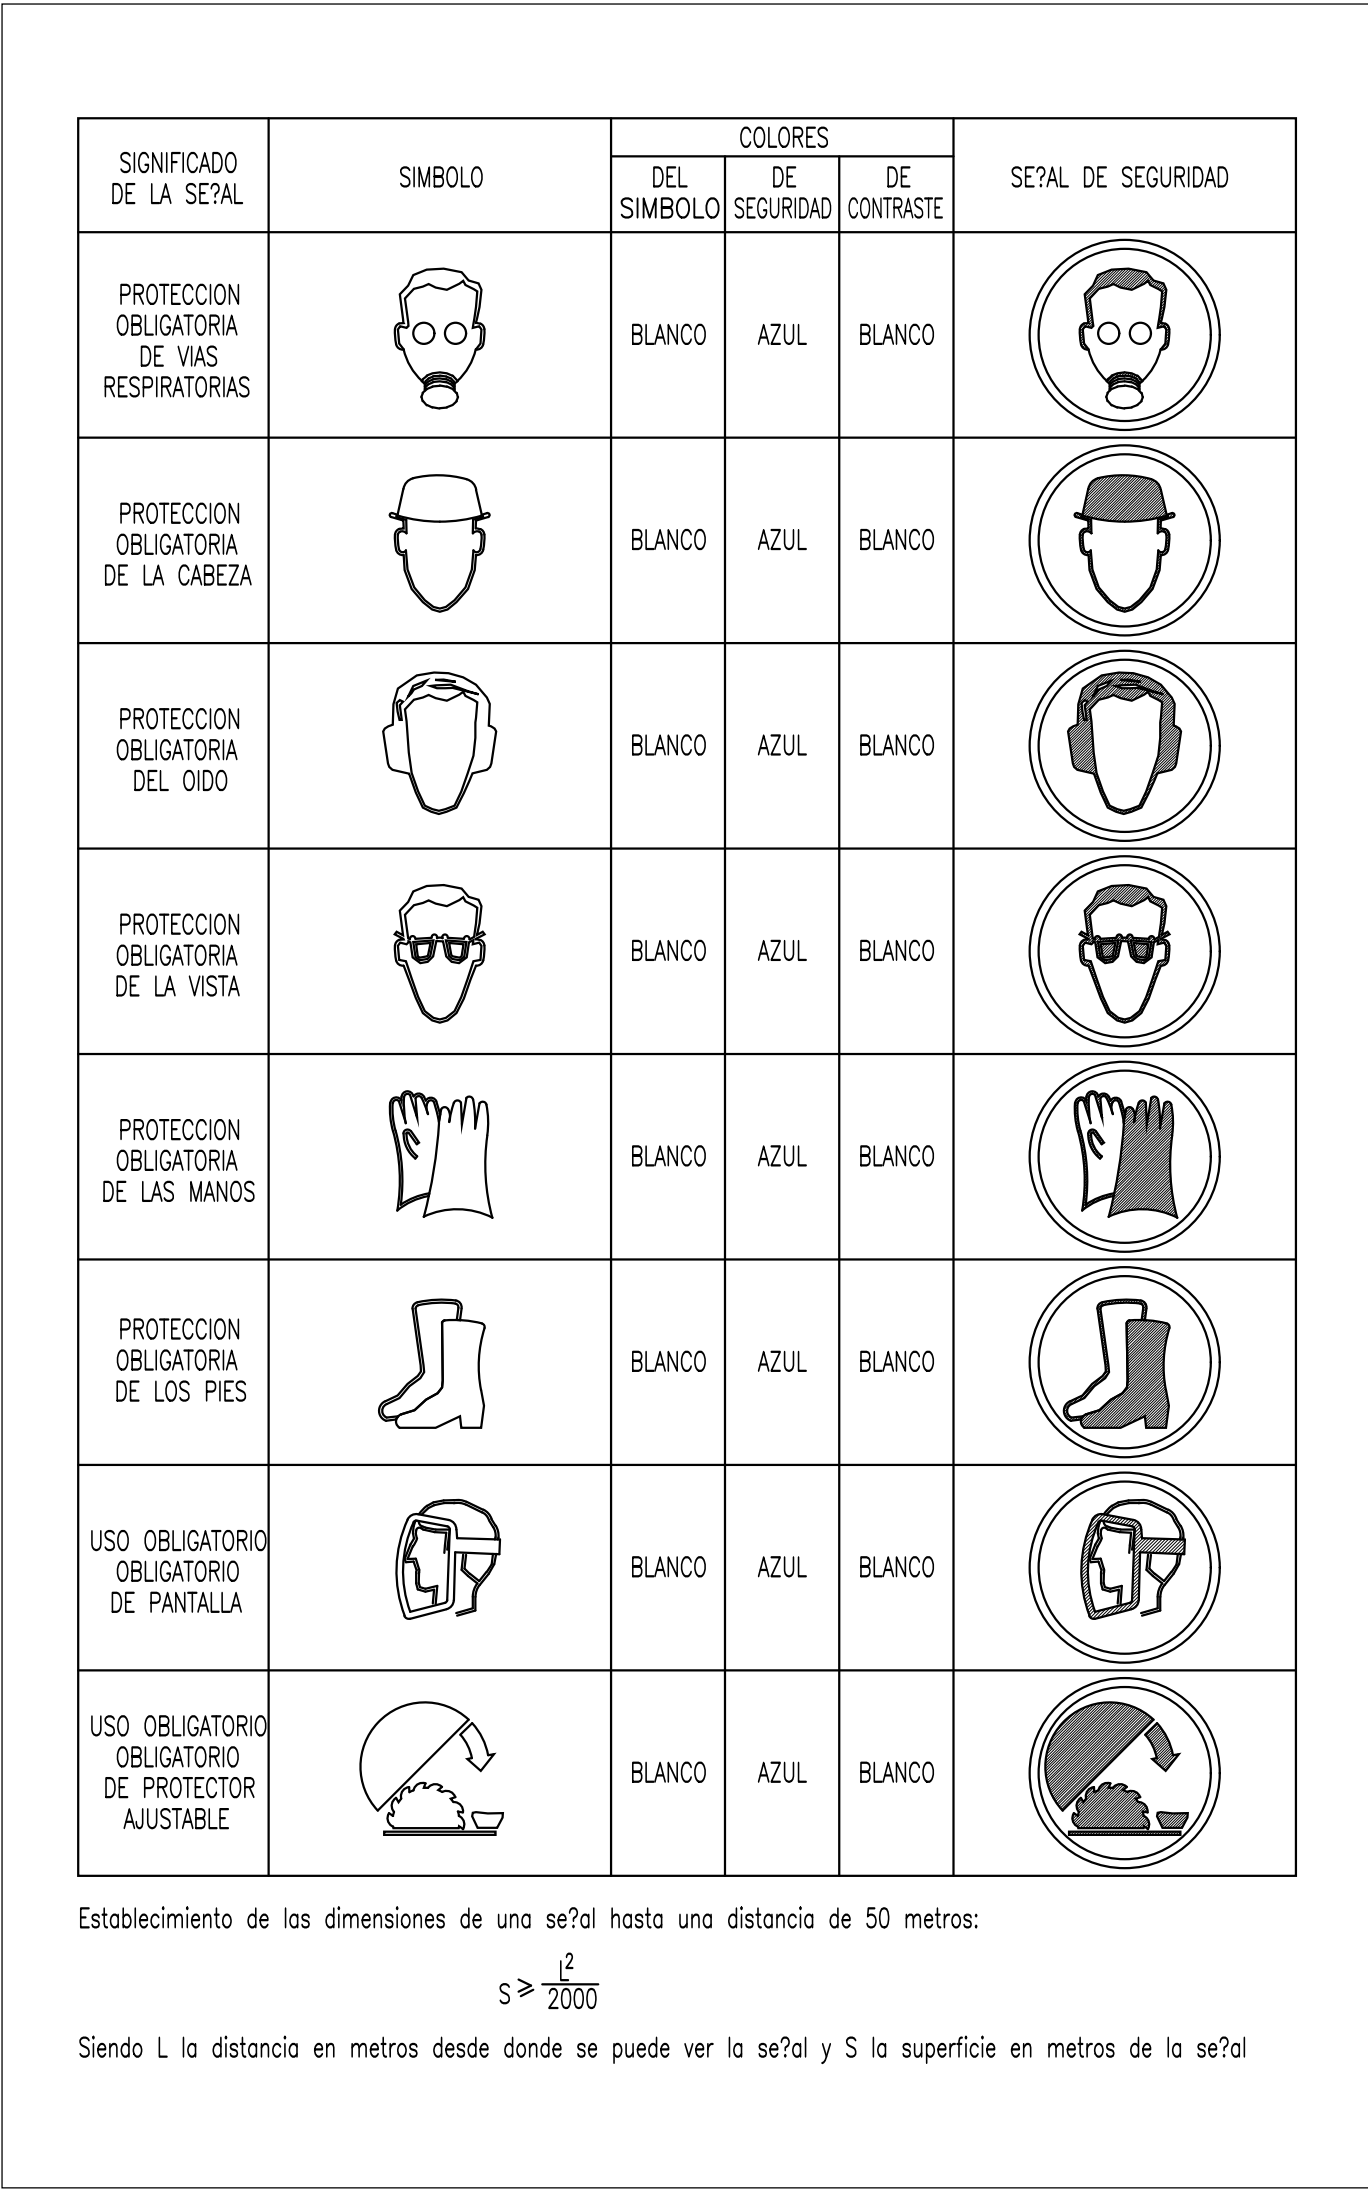 SIGNIFICADO
DE LA SE?AL
SIMBOLO
COLORES
DEL
SIMBOLO
DE
SEGURIDAD
DE
CONTRASTE
SE?AL DE SEGURIDAD
PROTECCION
OBLIGATORIA
DE VIAS
RESPIRATORIAS
BLANCO
AZUL
BLANCO
PROTECCION
OBLIGATORIA
DE LA CABEZA
BLANCO
AZUL
BLANCO
PROTECCION
OBLIGATORIA
DEL OIDO
BLANCO
AZUL
BLANCO
PROTECCION
OBLIGATORIA
DE LA VISTA
BLANCO
AZUL
BLANCO
PROTECCION
OBLIGATORIA
DE LAS MANOS
BLANCO
AZUL
BLANCO
PROTECCION
OBLIGATORIA
DE LOS PIES
BLANCO
AZUL
BLANCO
USO OBLIGATORIO
OBLIGATORIO
DE PANTALLA
BLANCO
AZUL
BLANCO
USO OBLIGATORIO
OBLIGATORIO
DE PROTECTOR
AJUSTABLE
BLANCO
AZUL
BLANCO
Establecimiento de las dimensiones de una se?al hasta una distancia de 50 metros:
S ⩾ L²
2000
Siendo L la distancia en metros desde donde se puede ver la se?al y S la superficie en metros de la se?al